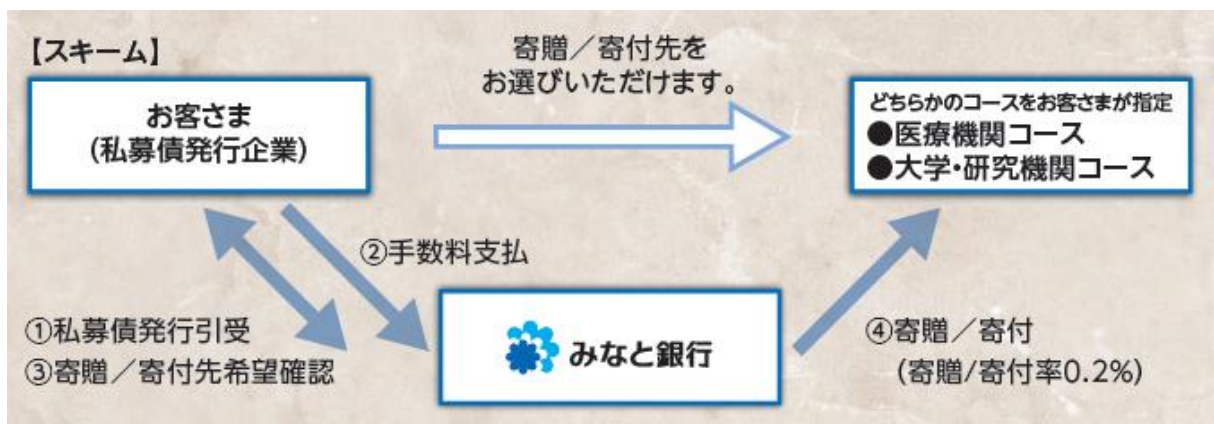 【スキーム】
寄贈／寄付先を
お選びいただけます。
お客さま
(私募債発行企業)
どちらかのコースをお客さまが指定
●医療機関コース
●大学・研究機関コース
②手数料支払
①私募債発行引受
③寄贈／寄付先希望確認
みなと銀行
④寄贈／寄付
(寄贈/寄付率0.2%)